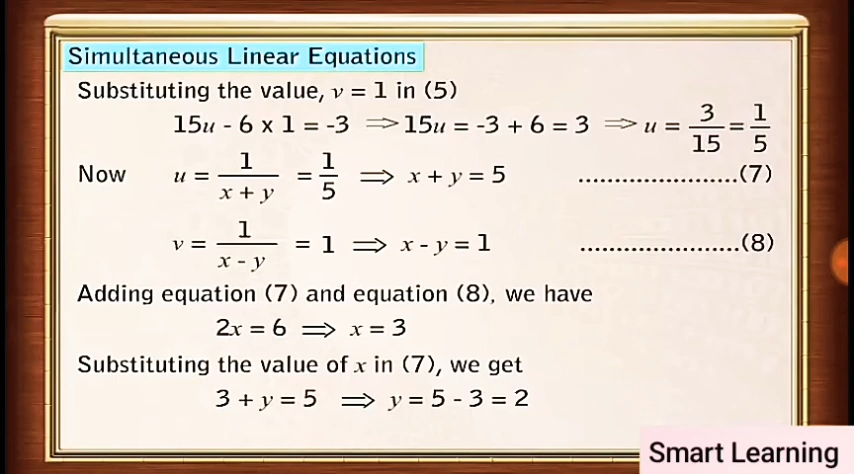 Simultaneous Linear Equations
Substituting the value, v = 1 in (5)
15u - 6 x 1 = -3 ⇒ 15u = -3 + 6 = 3 ⇒ u = 3/15 = 1/5
Now u = 1/(x + y) = 1/5 ⇒ x + y = 5 ......................(7)
v = 1/(x - y) = 1 ⇒ x - y = 1 ......................(8)
Adding equation (7) and equation (8), we have
2x = 6 ⇒ x = 3
Substituting the value of x in (7), we get
3 + y = 5 ⇒ y = 5 - 3 = 2
Smart Learning